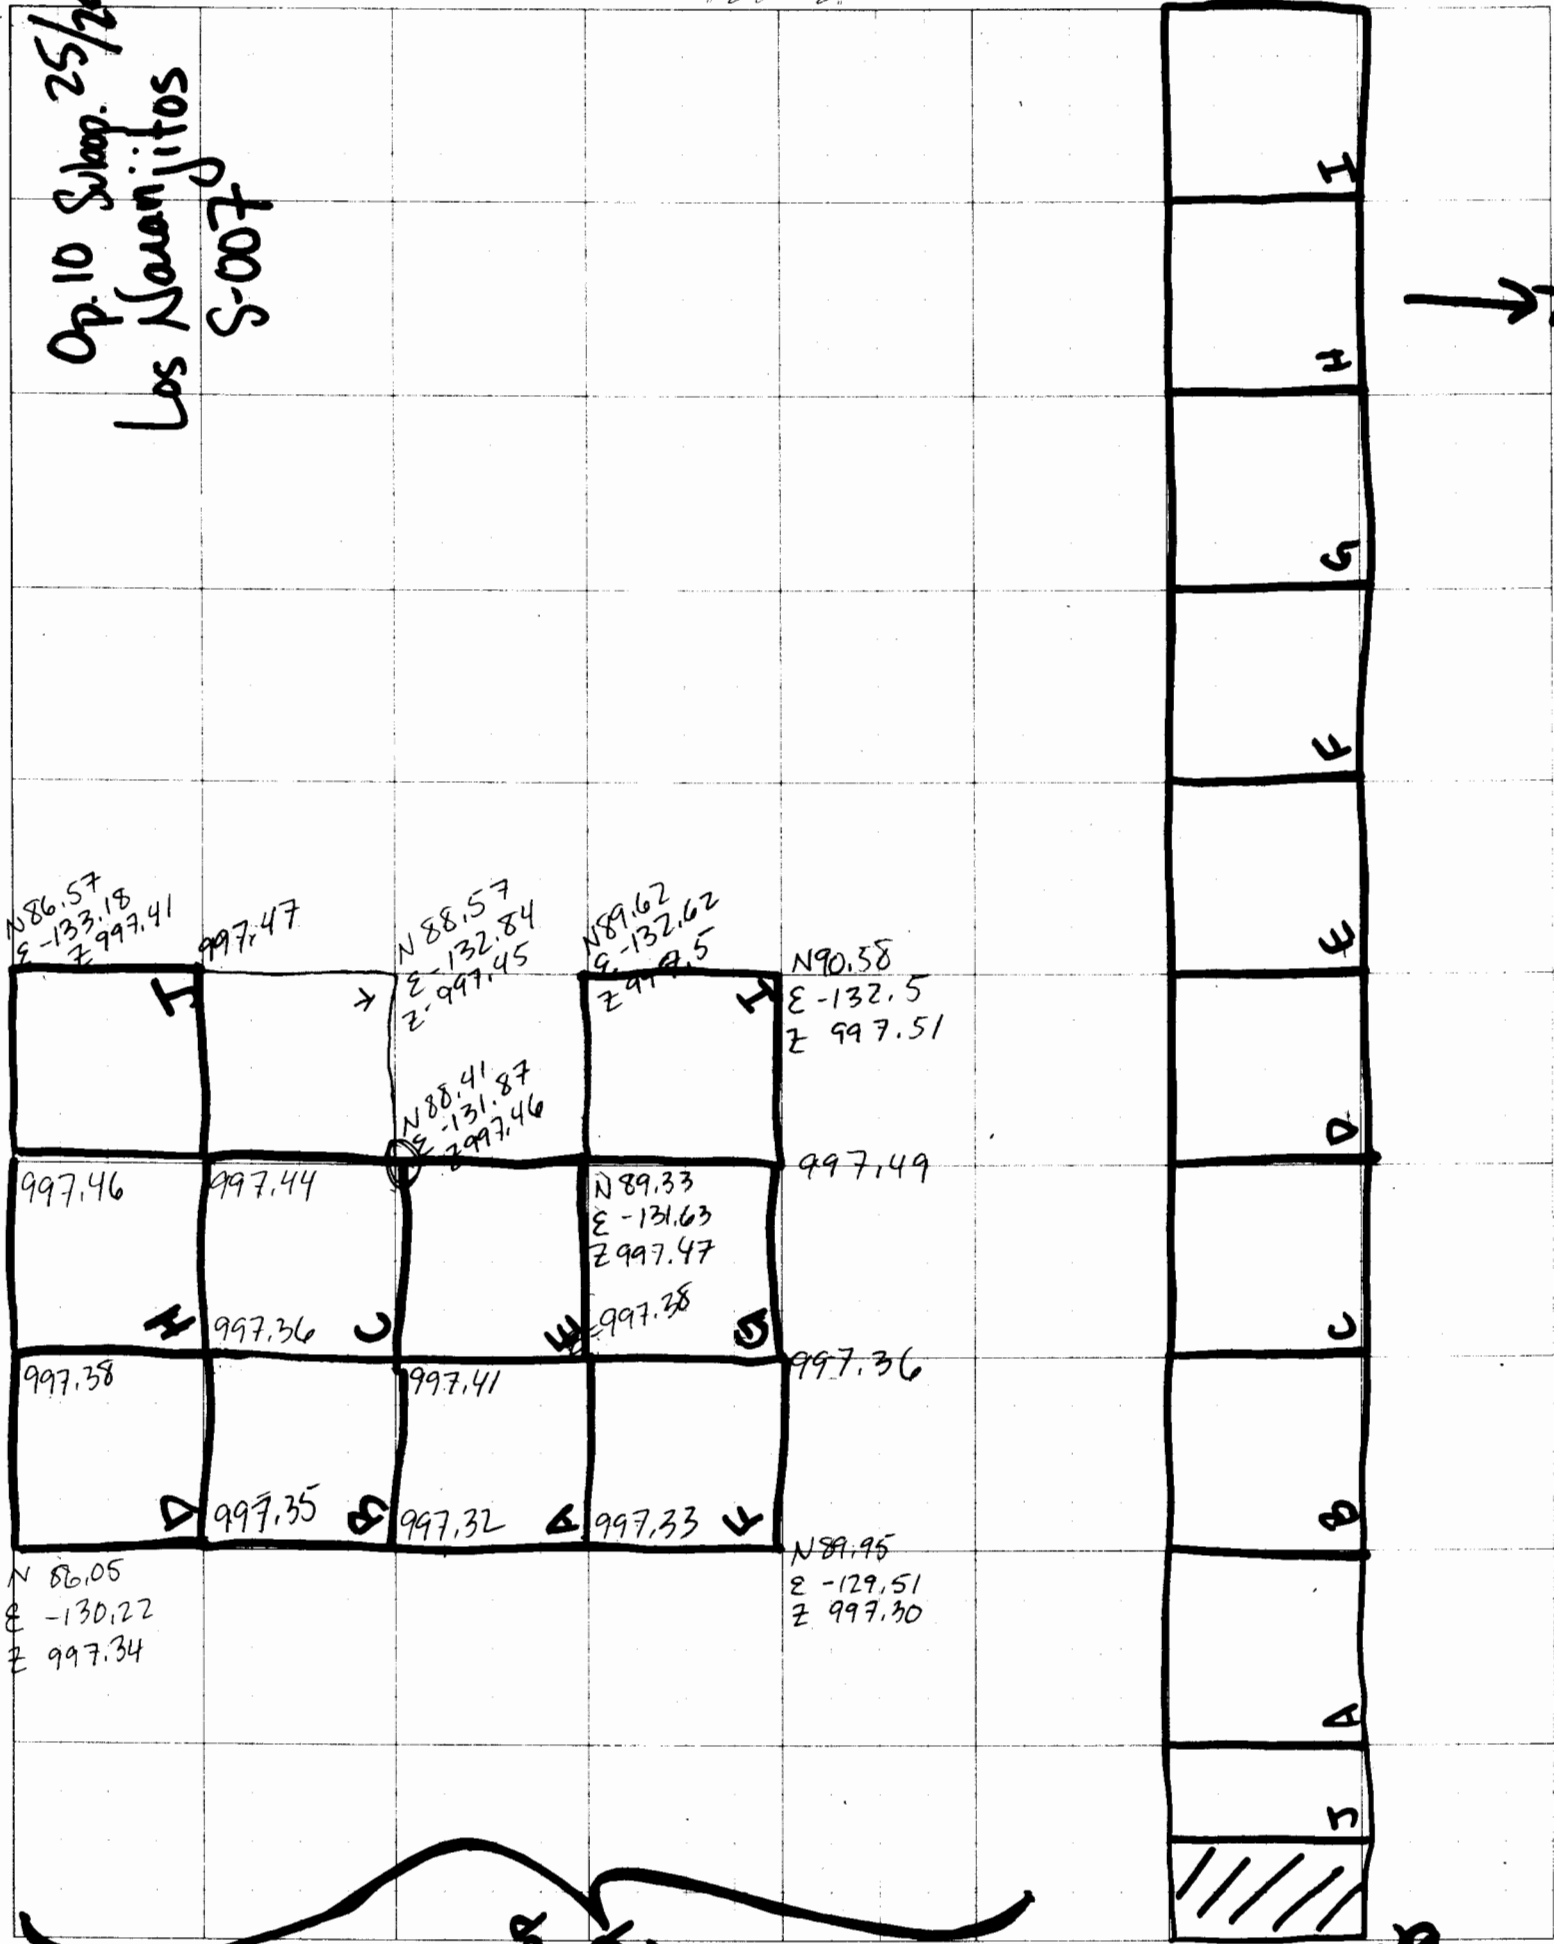 Op. 10 Subop. 25/2
Los Naranjitos
S-007
I
H
G
F
E
D
C
B
A
J
N86.57
E -133.18
Z 997.41
997.47
N 88.57
E -132.84
Z 997.45
N89.62
E -132.62
Z 997.5
N90.58
E -132.5
Z 997.51
J
K
I
N88.41
E -131.87
Z 997.46
997.46
997.44
N 89.33
E -131.63
Z 997.47
997.49
H
997.36
C
E
997.38
G
997.38
997.41
997.36
D
997.35
B
997.32
A
997.33
F
N 86.05
E -130.22
Z 997.34
N89.95
E -129.51
Z 997.30